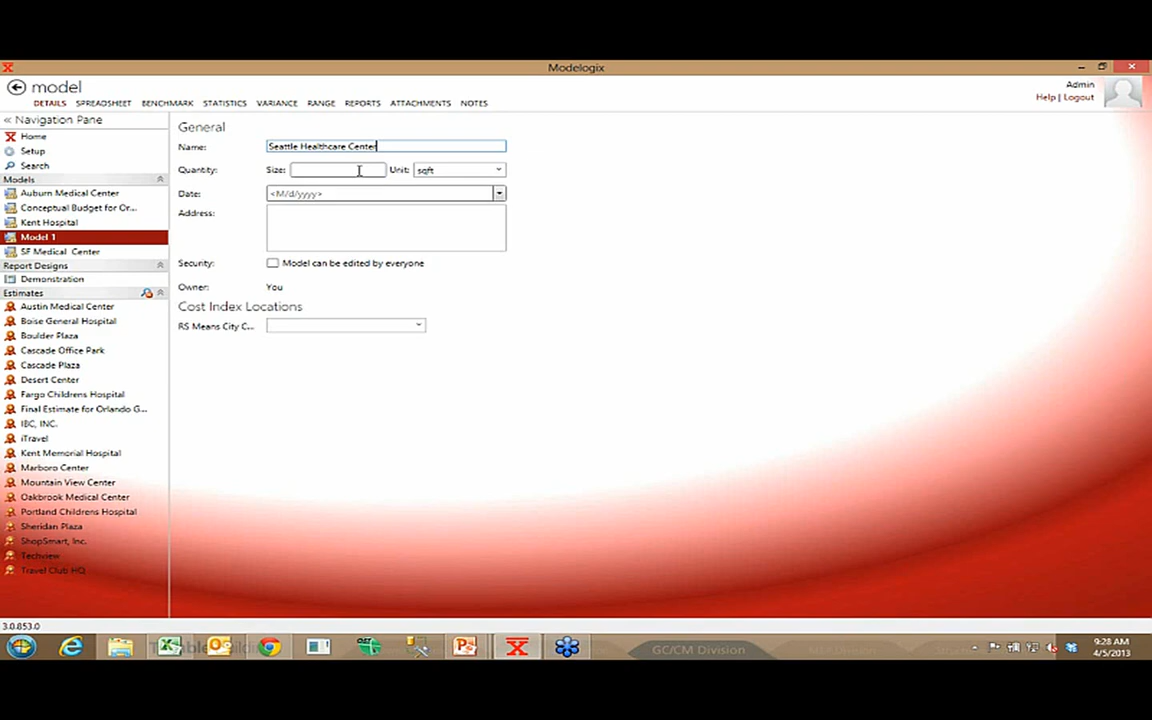 Modelogix
model
Admin
Help | Logout
DETAILS SPREADSHEET BENCHMARK STATISTICS VARIANCE RANGE REPORTS ATTACHMENTS NOTES
« Navigation Pane
Home
Setup
Search
Models
Auburn Medical Center
Conceptual Budget for Or...
Kent Hospital
Model 1
SF Medical Center
Report Designs
Demonstration
Estimates
Austin Medical Center
Boise General Hospital
Boulder Plaza
Cascade Office Park
Cascade Plaza
Desert Center
Fargo Childrens Hospital
Final Estimate for Orlando G...
IBC, INC.
iTravel
Kent Memorial Hospital
Marboro Center
Mountain View Center
Oakbrook Medical Center
Portland Childrens Hospital
Sheridan Plaza
ShopSmart, Inc.
Techview
Travel Club HQ
General
Name: Seattle Healthcare Center
Quantity: Size: Unit: sqft
Date: <M/d/yyyy>
Address:
Security: Model can be edited by everyone
Owner: You
Cost Index Locations
RS Means City C...
3.0.853.0
GC/CM Division
9:28 AM
4/5/2013